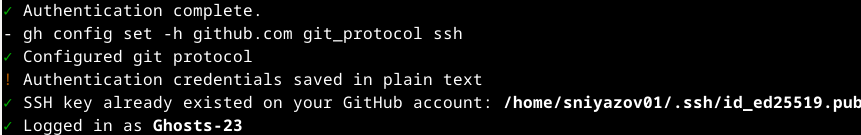 ✓ Authentication complete.
- gh config set -h github.com git_protocol ssh
✓ Configured git protocol
! Authentication credentials saved in plain text
✓ SSH key already existed on your GitHub account: /home/sniyazov01/.ssh/id_ed25519.pub
✓ Logged in as Ghosts-23